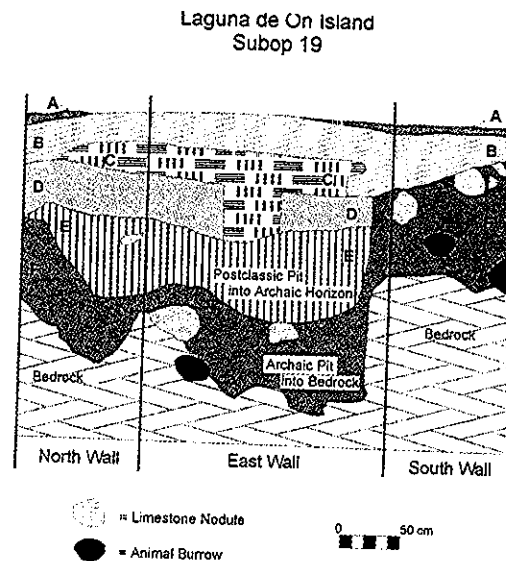 Laguna de On Island
Subop 19
A
A
B
B
C
C
D
D
E
E
F
Postclassic Pit
into Archaic Horizon
Bedrock
Archaic Pit
into Bedrock
Bedrock
North Wall
East Wall
South Wall
= Limestone Nodule
0 50 cm
= Animal Burrow